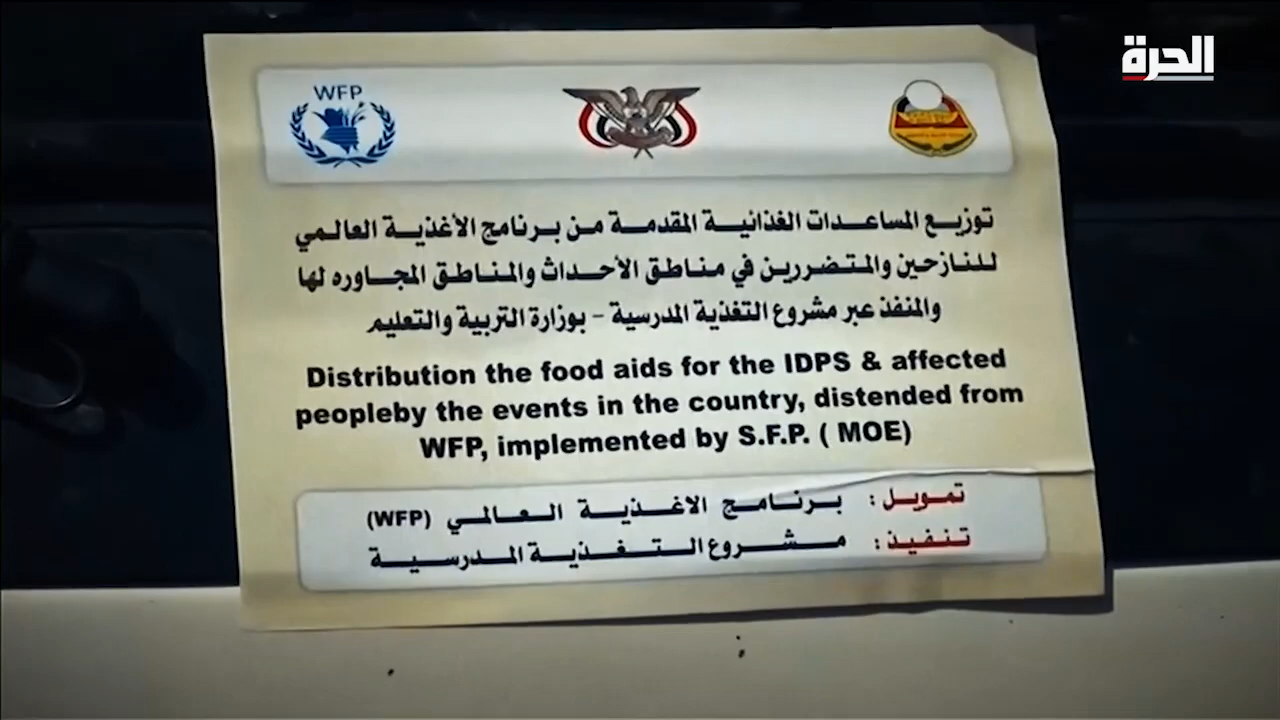 الحرة
WFP
توزيع المساعدات الغذائية المقدمة من برنامج الأغذية العالمي
للنازحين والمتضررين في مناطق الأحداث والمناطق المجاوره لها
والمنفذ عبر مشروع التغذية المدرسية - بوزارة التربية والتعليم
Distribution the food aids for the IDPS & affected
peopleby the events in the country, distended from
WFP, implemented by S.F.P. ( MOE)
تمويل : برنامج الاغذية العالمي (WFP)
تنفيذ : مشروع التغذية المدرسية